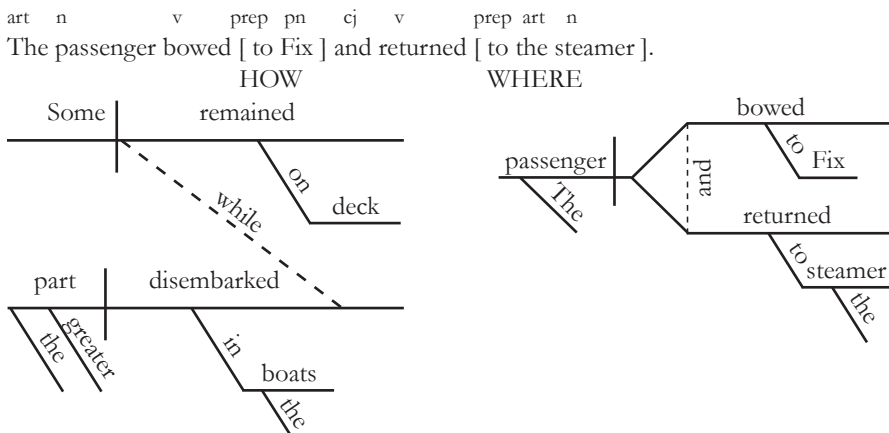 art n v prep pn cj v prep art n
The passenger bowed [ to Fix ] and returned [ to the steamer ].
HOW WHERE
Some remained
on
deck
while
part disembarked
the greater
in
boats
the
bowed
to
Fix
passenger
The
and
returned
to
steamer
the